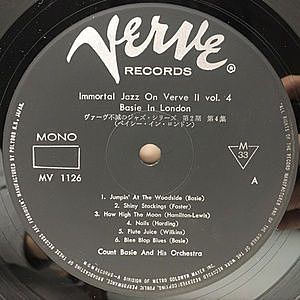 Verve
RECORDS
®
Immortal Jazz On Verve II vol. 4
Basie In London
ヴァーヴ不滅のジャズ・シリーズ 第2期 第4集
(ベイシー・イン・ロンドン)
MONO
MV 1126
M
33
A
1. Jumpin' At The Woodside (Basie)
2. Shiny Stockings (Foster)
3. How High The Moon (Hamilton-Lewis)
4. Nails (Harding)
5. Flute Juice (Wilkins)
6. Blee Blop Blues (Basie)
Count Basie And His Orchestra